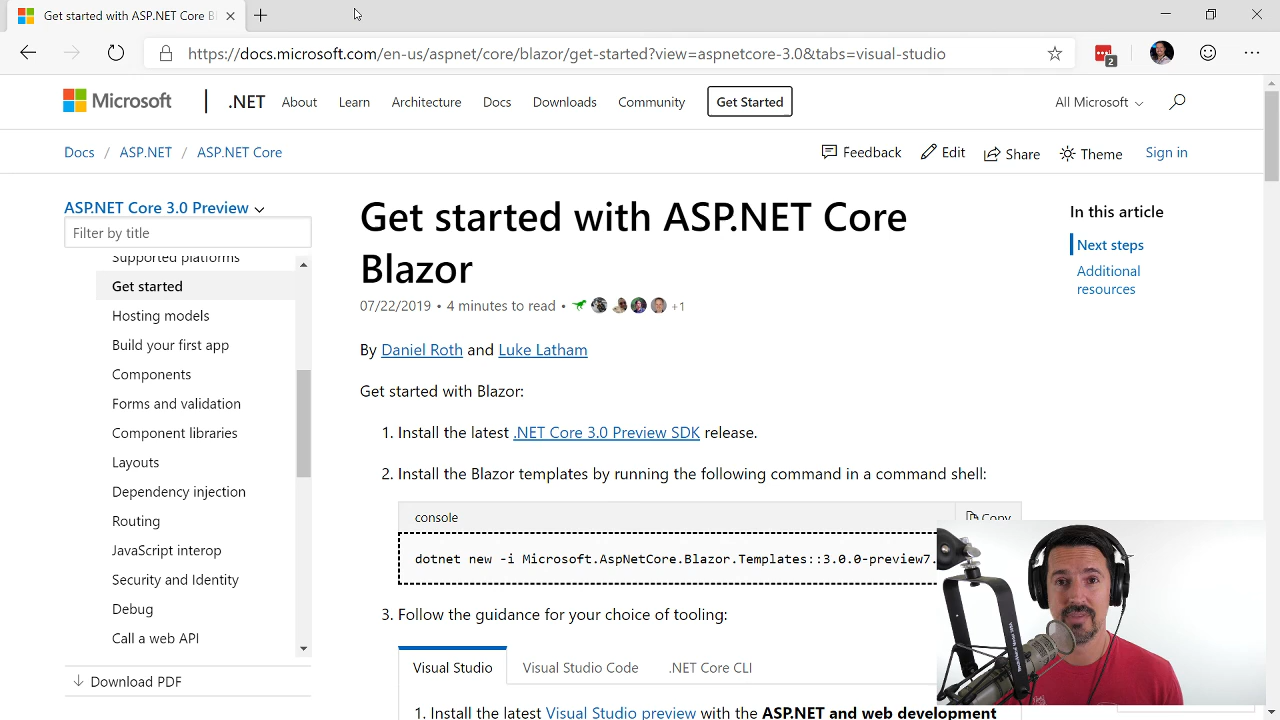 Get started with ASP.NET Core Bl
https://docs.microsoft.com/en-us/aspnet/core/blazor/get-started?view=aspnetcore-3.0&tabs=visual-studio
2
Microsoft
.NET About Learn Architecture Docs Downloads Community Get Started
All Microsoft
Docs / ASP.NET / ASP.NET Core
Feedback Edit Share Theme Sign in
ASP.NET Core 3.0 Preview
Filter by title
Supported platforms
Get started
Hosting models
Build your first app
Components
Forms and validation
Component libraries
Layouts
Dependency injection
Routing
JavaScript interop
Security and Identity
Debug
Call a web API
Download PDF
Get started with ASP.NET Core
Blazor
07/22/2019 • 4 minutes to read • +1
By Daniel Roth and Luke Latham
Get started with Blazor:
1. Install the latest .NET Core 3.0 Preview SDK release.
2. Install the Blazor templates by running the following command in a command shell:
console
Copy
dotnet new -i Microsoft.AspNetCore.Blazor.Templates::3.0.0-preview7.
3. Follow the guidance for your choice of tooling:
Visual Studio Visual Studio Code .NET Core CLI
1. Install the latest Visual Studio preview with the ASP.NET and web development
In this article
Next steps
Additional
resources